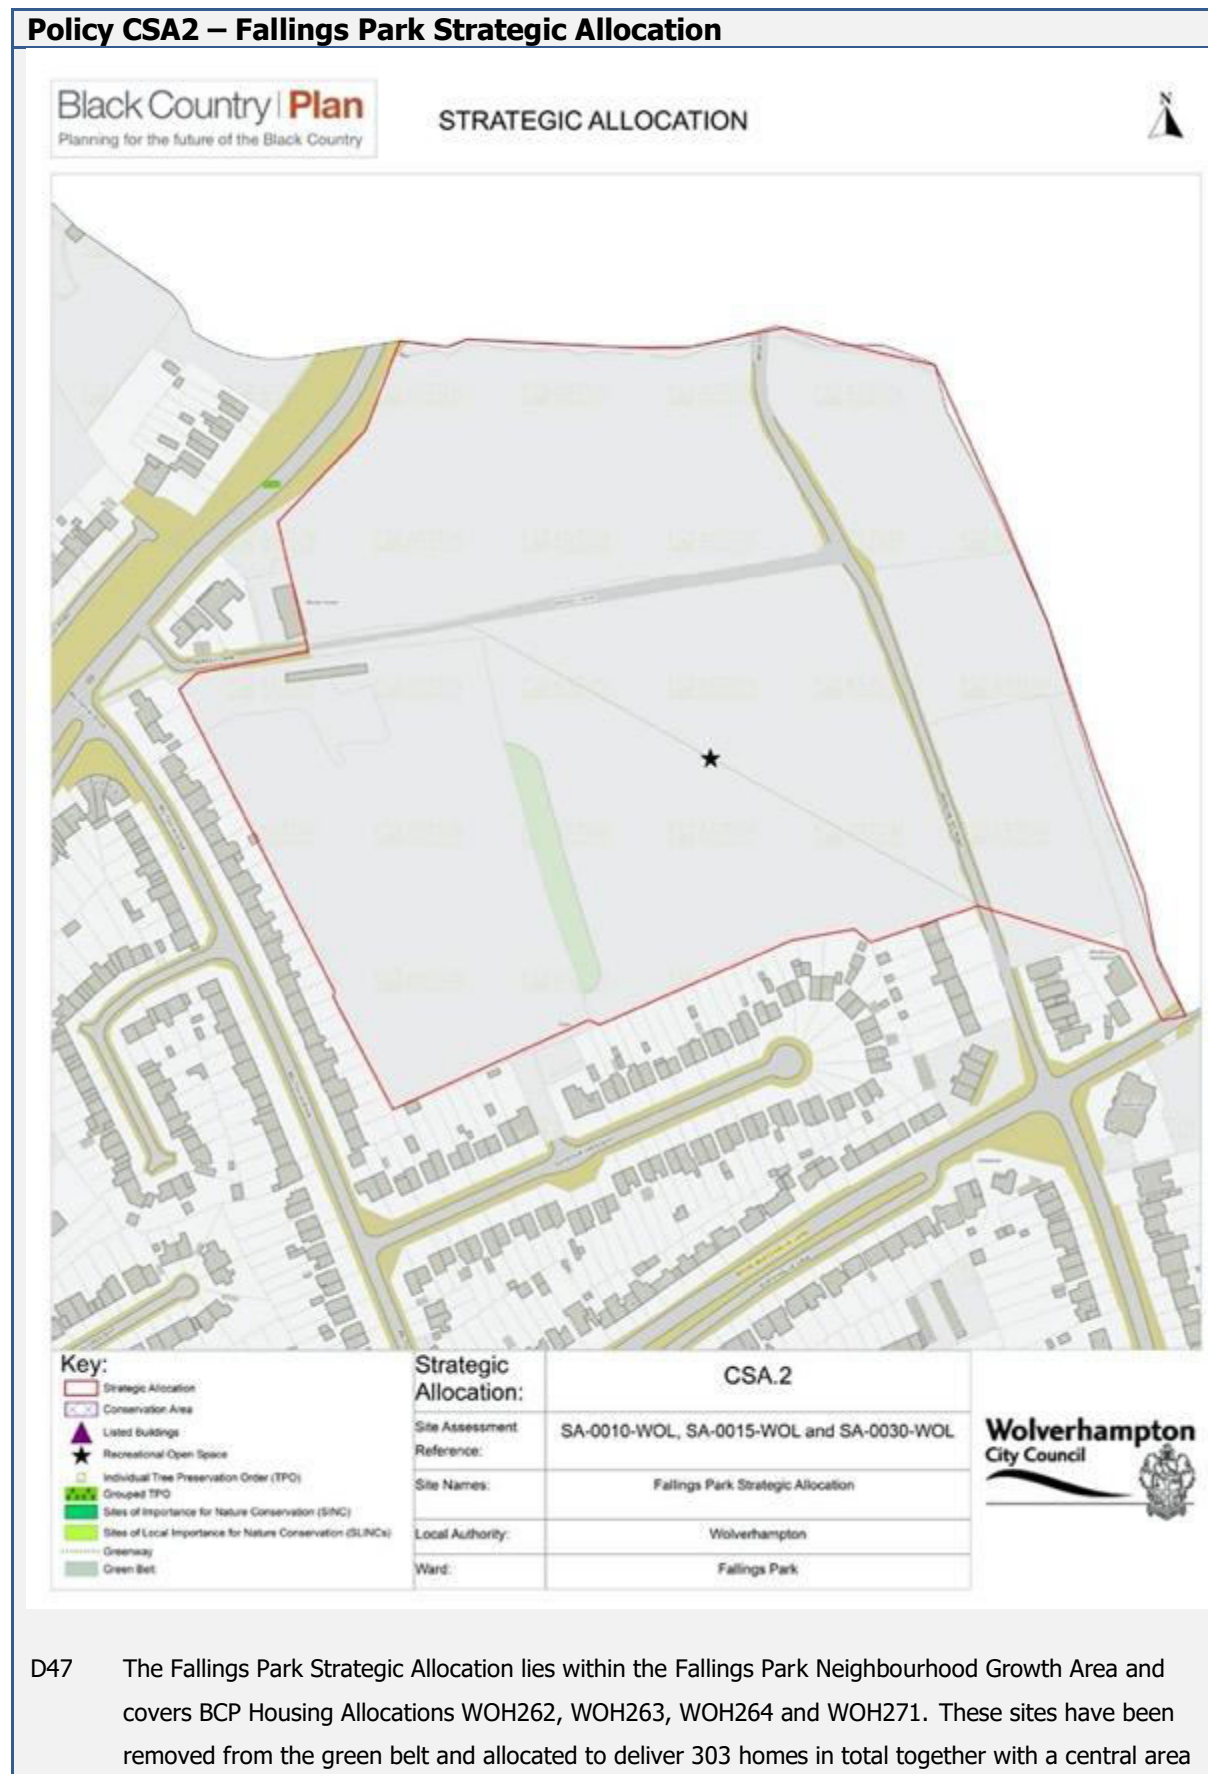 Policy CSA2 – Fallings Park Strategic Allocation
Black Country | Plan
Planning for the future of the Black Country
STRATEGIC ALLOCATION
N
Key:
Strategic Allocation
Conservation Area
Listed Buildings
Recreational Open Space
Individual Tree Preservation Order (TPO)
Grouped TPO
Sites of Importance for Nature Conservation (SINC)
Sites of Local Importance for Nature Conservation (SLINCs)
Greenway
Green Belt
Strategic Allocation:
CSA.2
Site Assessment Reference:
SA-0010-WOL, SA-0015-WOL and SA-0030-WOL
Site Names:
Fallings Park Strategic Allocation
Local Authority:
Wolverhampton
Ward:
Fallings Park
Wolverhampton
City Council
D47 The Fallings Park Strategic Allocation lies within the Fallings Park Neighbourhood Growth Area and
covers BCP Housing Allocations WOH262, WOH263, WOH264 and WOH271. These sites have been
removed from the green belt and allocated to deliver 303 homes in total together with a central area